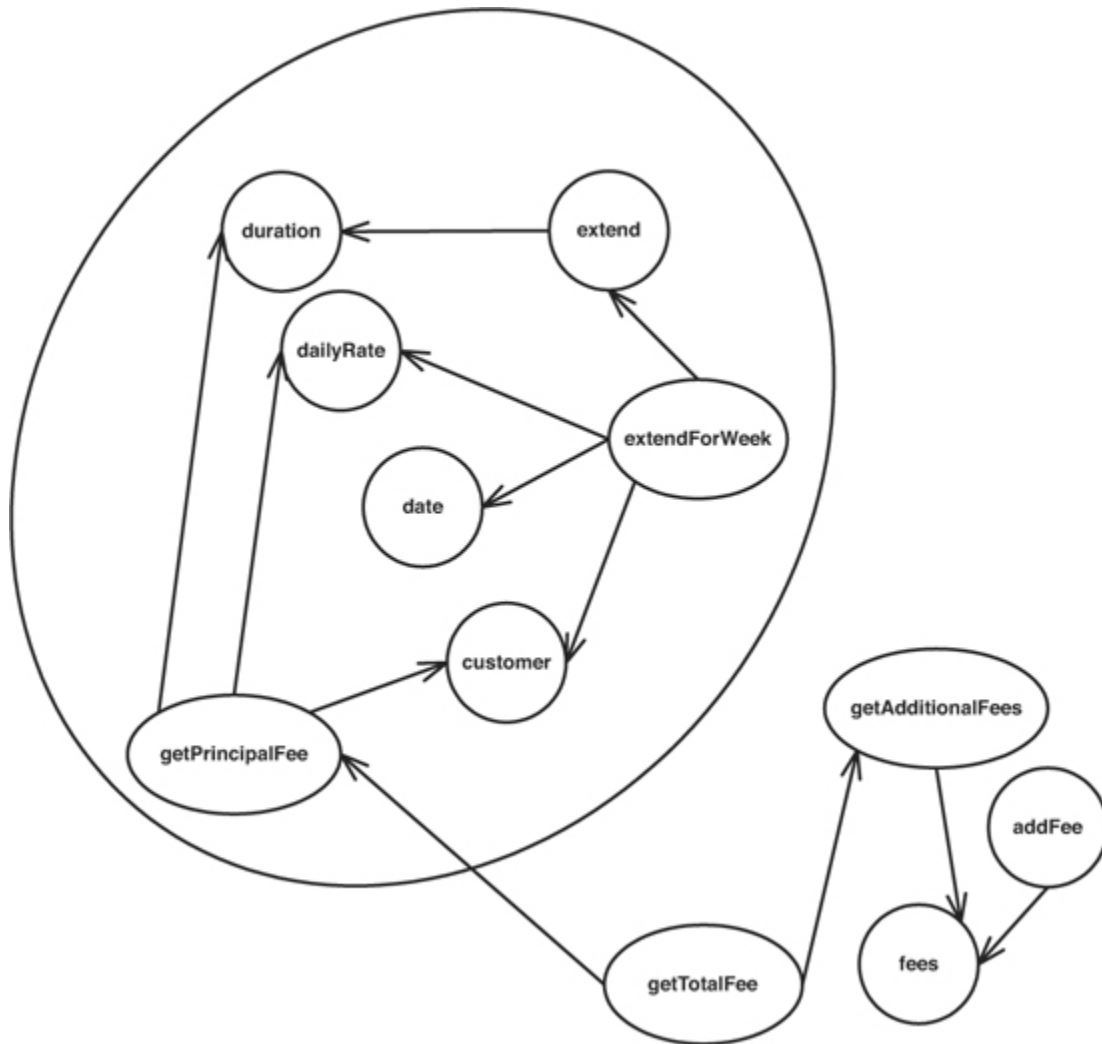 duration
extend
dailyRate
extendForWeek
date
customer
getAdditionalFees
getPrincipalFee
addFee
fees
getTotalFee